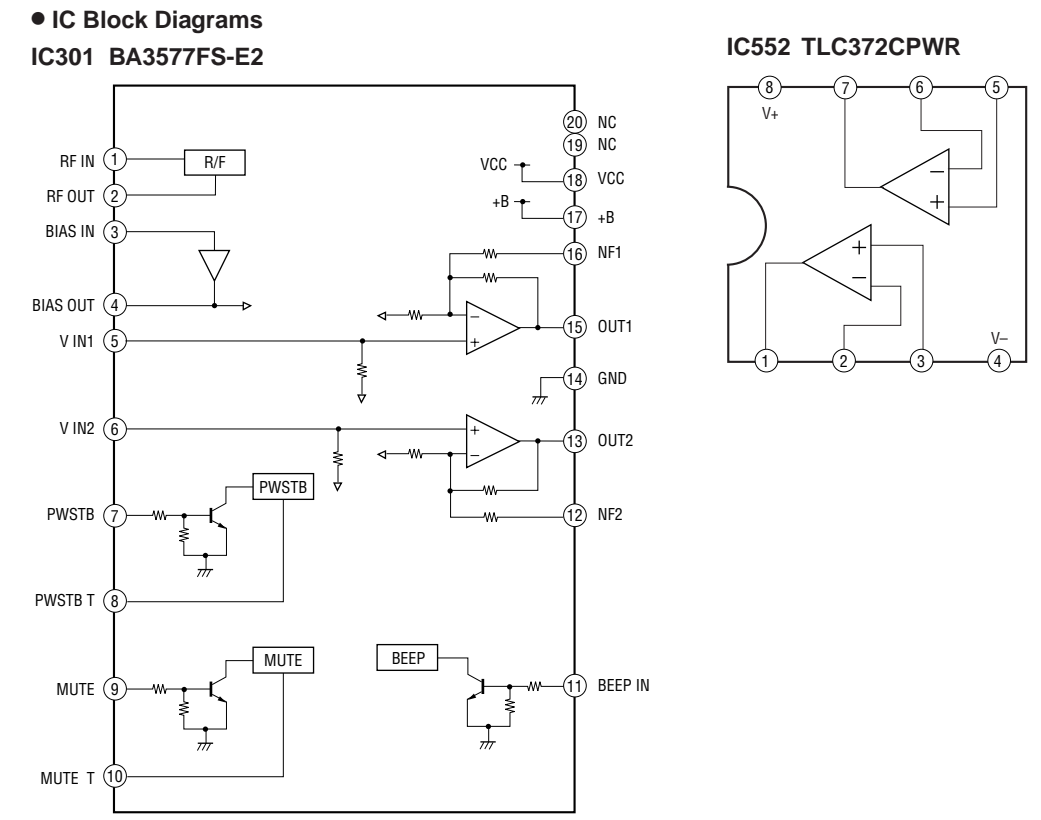 ● IC Block Diagrams
IC301 BA3577FS-E2
RF IN 1
R/F
RF OUT 2
BIAS IN 3
BIAS OUT 4
V IN1 5
V IN2 6
PWSTB 7
PWSTB
PWSTB T 8
MUTE 9
MUTE
MUTE T 10
20 NC
19 NC
VCC
18 VCC
+B
17 +B
16 NF1
−
+
15 OUT1
14 GND
+
−
13 OUT2
12 NF2
BEEP
11 BEEP IN
IC552 TLC372CPWR
8 7 6 5
V+
−
+
+
−
V–
1 2 3 4